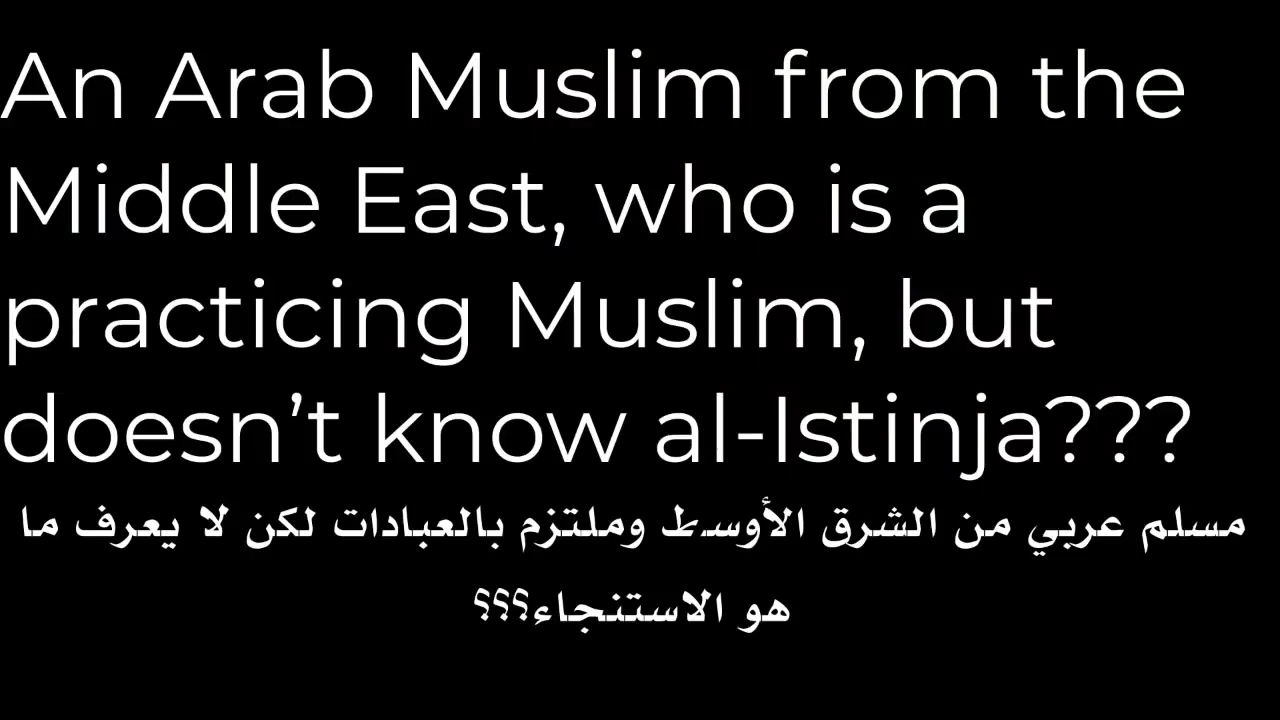 An Arab Muslim from the
Middle East, who is a
practicing Muslim, but
doesn’t know al-Istinja???
مسلم عربي من الشرق الأوسط وملتزم بالعبادات لكن لا يعرف ما
هو الاستنجاء؟؟؟